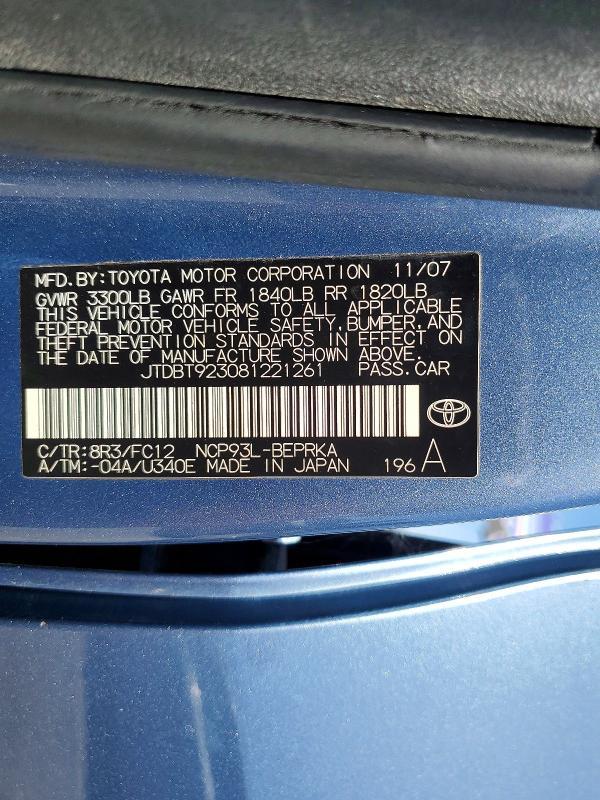 MFD.BY:TOYOTA MOTOR CORPORATION 11/07
GVWR 3300LB GAWR FR 1840LB RR 1820LB
THIS VEHICLE CONFORMS TO ALL APPLICABLE
FEDERAL MOTOR VEHICLE SAFETY,BUMPER,AND
THEFT PREVENTION STANDARDS IN EFFECT ON
THE DATE OF MANUFACTURE SHOWN ABOVE.
JTDBT923081221261 PASS.CAR
C/TR:8R3/FC12 NCP93L-BEPRKA
A/TM:-04A/U340E MADE IN JAPAN 196 A